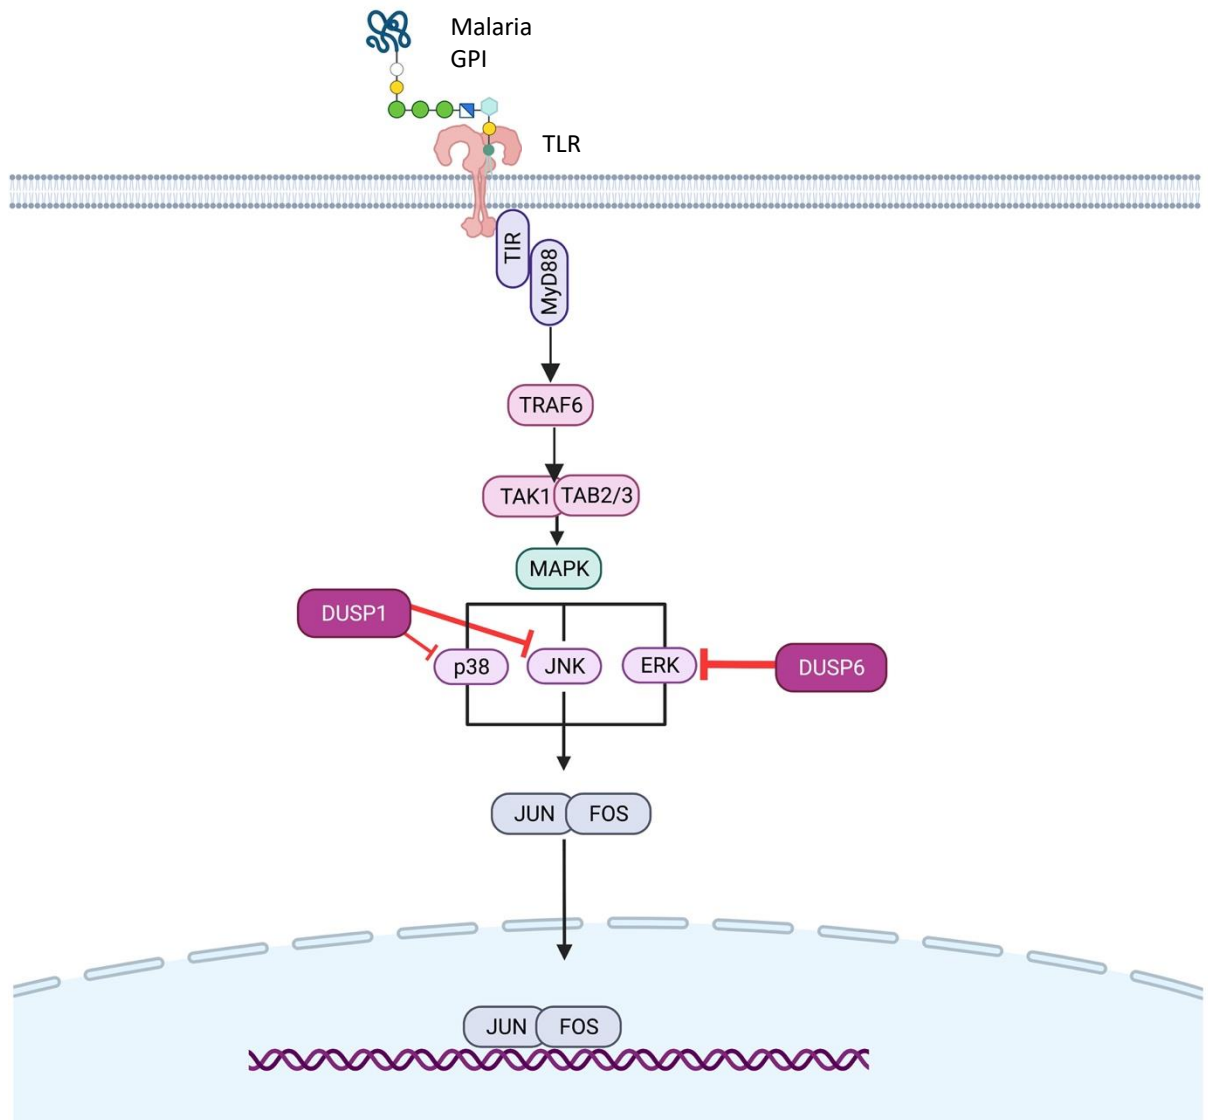 Malaria
GPI
TLR
TIR
MyD88
TRAF6
TAK1
TAB2/3
MAPK
DUSP1
p38
JNK
ERK
DUSP6
JUN
FOS
JUN
FOS